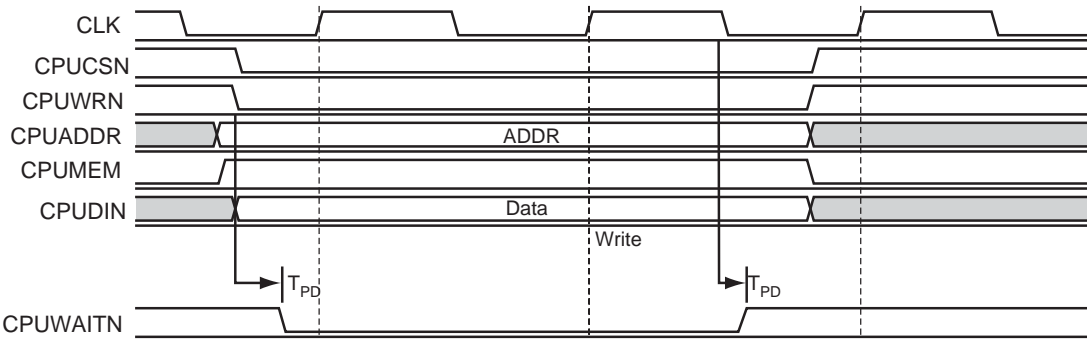 CLK
CPUCSN
CPUWRN
CPUADDR
ADDR
CPUMEM
CPUDIN
Data
Write
TPD
TPD
CPUWAITN